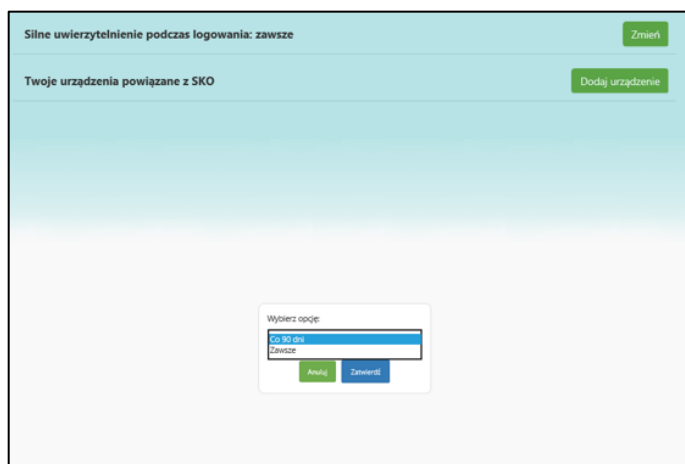 Silne uwierzytelnienie podczas logowania: zawsze
Zmień
Twoje urządzenia powiązane z SKO
Dodaj urządzenie
Wybierz opcję:
Co 90 dni
Zawsze
Anuluj
Zatwierdź